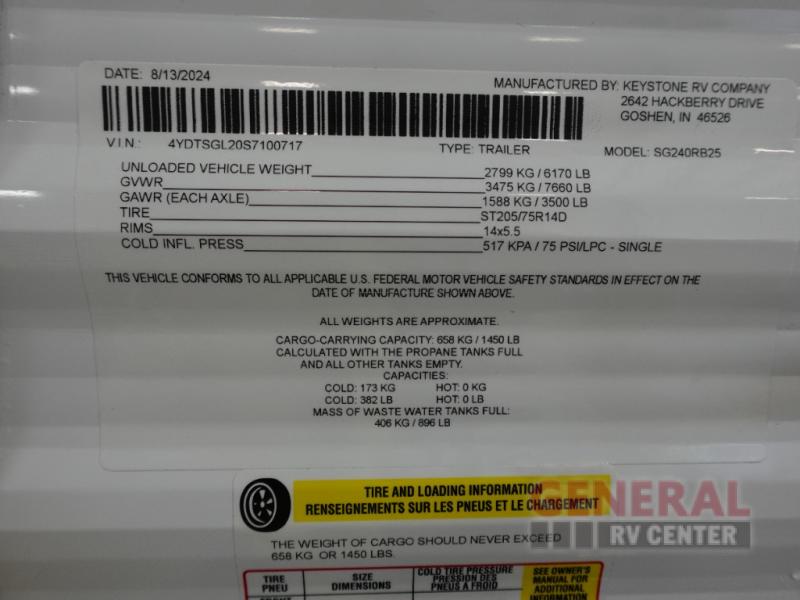 DATE: 8/13/2024
MANUFACTURED BY: KEYSTONE RV COMPANY
2642 HACKBERRY DRIVE
GOSHEN, IN 46526
V I N.: 4YDTSGL20S7100717 TYPE: TRAILER MODEL: SG240RB25
UNLOADED VEHICLE WEIGHT 2799 KG / 6170 LB
GVWR 3475 KG / 7660 LB
GAWR (EACH AXLE) 1588 KG / 3500 LB
TIRE ST205/75R14D
RIMS 14x5.5
COLD INFL. PRESS 517 KPA / 75 PSI/LPC - SINGLE
THIS VEHICLE CONFORMS TO ALL APPLICABLE U.S. FEDERAL MOTOR VEHICLE SAFETY STANDARDS IN EFFECT ON THE
DATE OF MANUFACTURE SHOWN ABOVE.
ALL WEIGHTS ARE APPROXIMATE.
CARGO-CARRYING CAPACITY: 658 KG / 1450 LB
CALCULATED WITH THE PROPANE TANKS FULL
AND ALL OTHER TANKS EMPTY.
CAPACITIES:
COLD: 173 KG HOT: 0 KG
COLD: 382 LB HOT: 0 LB
MASS OF WASTE WATER TANKS FULL:
406 KG / 896 LB
TIRE AND LOADING INFORMATION
RENSEIGNEMENTS SUR LES PNEUS ET LE CHARGEMENT
GENERAL
RV CENTER
THE WEIGHT OF CARGO SHOULD NEVER EXCEED
658 KG OR 1450 LBS.
TIRE
PNEU
SIZE
DIMENSIONS
COLD TIRE PRESSURE
PRESSION DES
PNEUS A FROID
SEE OWNER'S
MANUAL FOR
ADDITIONAL
INFORMATION